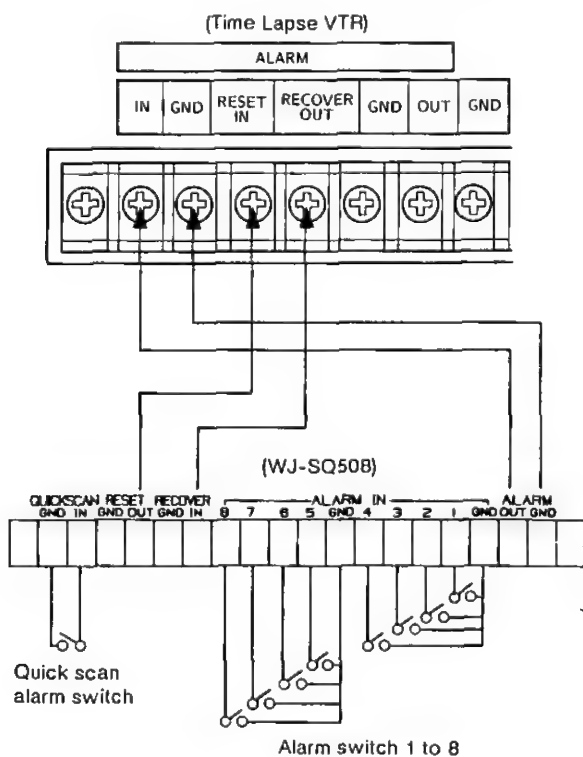 (Time Lapse VTR)
ALARM
IN GND RESET IN RECOVER OUT GND OUT GND
(WJ-SQ508)
QUICKSCAN RESET RECOVER ALARM IN ALARM
GND IN GND OUT GND IN 8 7 6 5 GND 4 3 2 1 GND OUT GND
Quick scan
alarm switch
Alarm switch 1 to 8